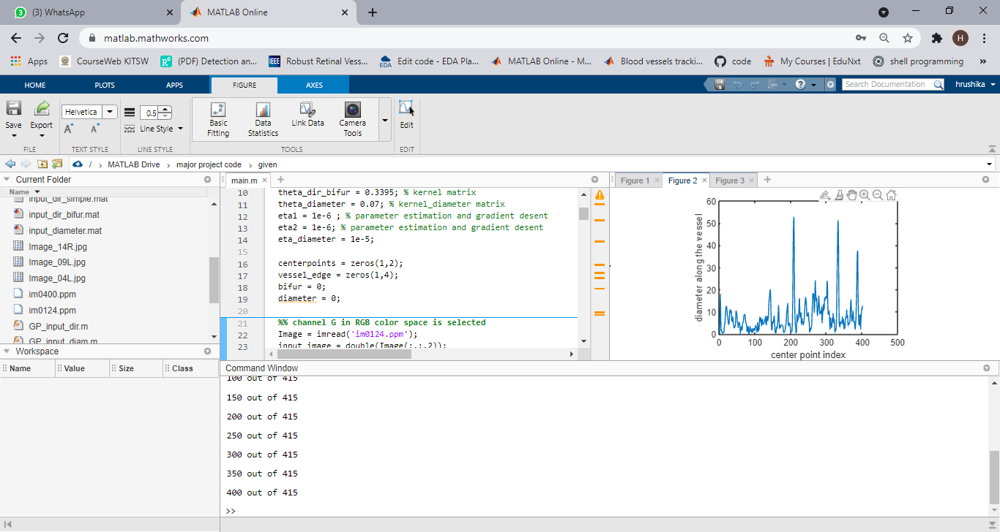 3 (3) WhatsApp
MATLAB Online
matlab.mathworks.com
H
Apps CourseWeb KITSW (PDF) Detection an... IEEE Robust Retinal Vess... EDA Edit code - EDA Pla... MATLAB Online - M... Blood vessels tracki... code My Courses | EduNxt shell programming »
HOME PLOTS APPS FIGURE AXES Search Documentation hrushika
Helvetica 0.5
Save Export Line Style Basic Fitting Data Statistics Link Data Camera Tools Edit
FILE TEXT STYLE LINE STYLE TOOLS EDIT
/ › MATLAB Drive › major project code › given
Current Folder
Name
input_dir_simple.mat
input_dir_bifur.mat
input_diameter.mat
Image_14R.jpg
Image_09L.jpg
Image_04L.jpg
im0400.ppm
im0124.ppm
GP_input_dir.m
GP_input_diam.m
Workspace
Name Value Size Class
main.m
10 theta_dir_bifur = 0.3395; % kernel matrix
11 theta_diameter = 0.07; % kernel_diameter matrix
12 eta1 = 1e-6 ; % parameter estimation and gradient desent
13 eta2 = 1e-6; % parameter estimation and gradient desent
14 eta_diameter = 1e-5;
15
16 centerpoints = zeros(1,2);
17 vessel_edge = zeros(1,4);
18 bifur = 0;
19 diameter = 0;
20
21 %% channel G in RGB color space is selected
22 Image = imread('im0124.ppm');
23 input_image = double(Image(:,:,2));
Figure 1 Figure 2 Figure 3
diameter along the vessel
60
50
40
30
20
10
0
0 100 200 300 400 500
center point index
Command Window
100 out of 415
150 out of 415
200 out of 415
250 out of 415
300 out of 415
350 out of 415
400 out of 415
>>